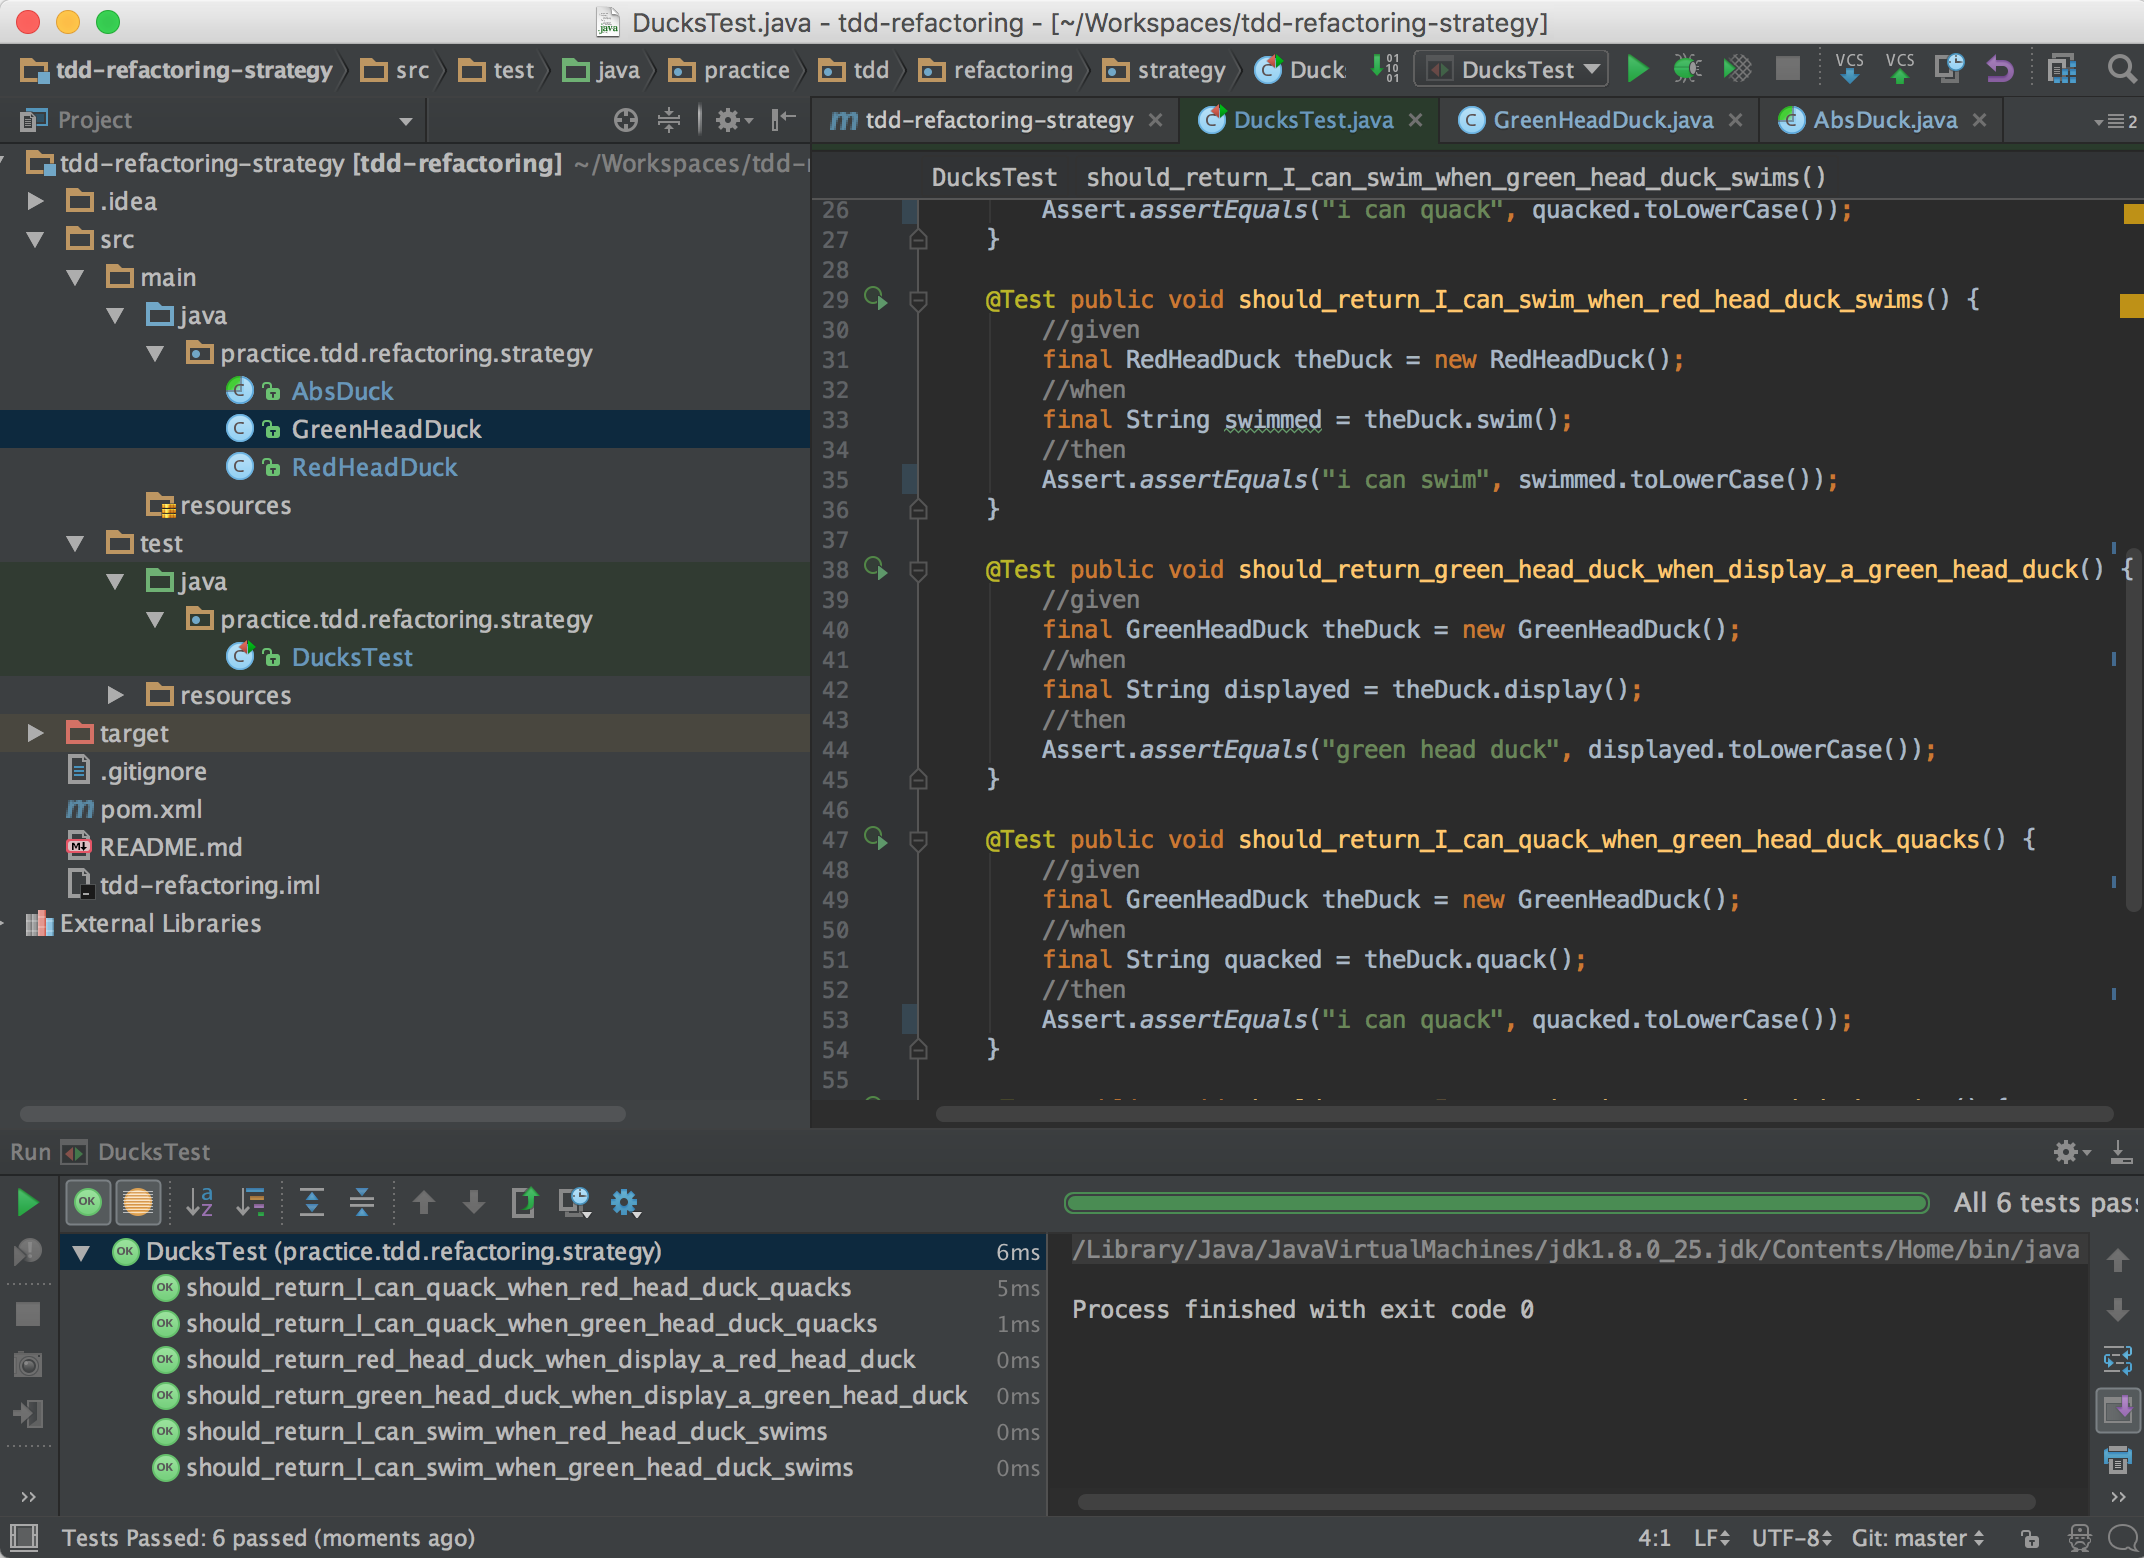 DucksTest.java - tdd-refactoring - [~/Workspaces/tdd-refactoring-strategy]
tdd-refactoring-strategy src test java practice tdd refactoring strategy Duck DucksTest VCS VCS
Project
tdd-refactoring-strategy DucksTest.java GreenHeadDuck.java AbsDuck.java 2
tdd-refactoring-strategy [tdd-refactoring] ~/Workspaces/tdd-
.idea
src
main
java
practice.tdd.refactoring.strategy
AbsDuck
GreenHeadDuck
RedHeadDuck
resources
test
java
practice.tdd.refactoring.strategy
DucksTest
resources
target
.gitignore
pom.xml
README.md
tdd-refactoring.iml
External Libraries
DucksTest should_return_I_can_swim_when_green_head_duck_swims()
26 Assert.assertEquals("i can quack", quacked.toLowerCase());
27 }
28
29 @Test public void should_return_I_can_swim_when_red_head_duck_swims() {
30 //given
31 final RedHeadDuck theDuck = new RedHeadDuck();
32 //when
33 final String swimmed = theDuck.swim();
34 //then
35 Assert.assertEquals("i can swim", swimmed.toLowerCase());
36 }
37
38 @Test public void should_return_green_head_duck_when_display_a_green_head_duck() {
39 //given
40 final GreenHeadDuck theDuck = new GreenHeadDuck();
41 //when
42 final String displayed = theDuck.display();
43 //then
44 Assert.assertEquals("green head duck", displayed.toLowerCase());
45 }
46
47 @Test public void should_return_I_can_quack_when_green_head_duck_quacks() {
48 //given
49 final GreenHeadDuck theDuck = new GreenHeadDuck();
50 //when
51 final String quacked = theDuck.quack();
52 //then
53 Assert.assertEquals("i can quack", quacked.toLowerCase());
54 }
55
Run DucksTest
All 6 tests pas
DucksTest (practice.tdd.refactoring.strategy) 6ms
should_return_I_can_quack_when_red_head_duck_quacks 5ms
should_return_I_can_quack_when_green_head_duck_quacks 1ms
should_return_red_head_duck_when_display_a_red_head_duck 0ms
should_return_green_head_duck_when_display_a_green_head_duck 0ms
should_return_I_can_swim_when_red_head_duck_swims 0ms
should_return_I_can_swim_when_green_head_duck_swims 0ms
/Library/Java/JavaVirtualMachines/jdk1.8.0_25.jdk/Contents/Home/bin/java
Process finished with exit code 0
Tests Passed: 6 passed (moments ago)
4:1 LF UTF-8 Git: master